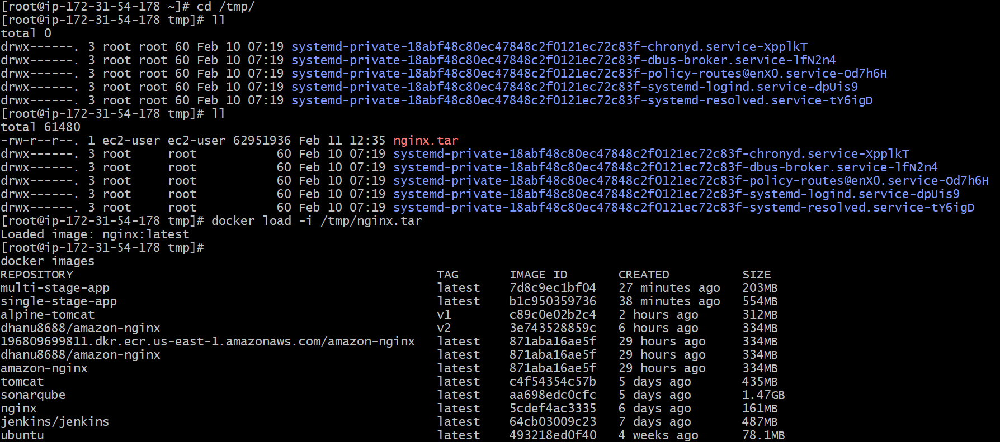 [root@ip-172-31-54-178 ~]# cd /tmp/
[root@ip-172-31-54-178 tmp]# ll
total 0
drwx------. 3 root root 60 Feb 10 07:19 systemd-private-18abf48c80ec47848c2f0121ec72c83f-chronyd.service-XpplkT
drwx------. 3 root root 60 Feb 10 07:19 systemd-private-18abf48c80ec47848c2f0121ec72c83f-dbus-broker.service-lfN2n4
drwx------. 3 root root 60 Feb 10 07:19 systemd-private-18abf48c80ec47848c2f0121ec72c83f-policy-routes@enX0.service-Od7h6H
drwx------. 3 root root 60 Feb 10 07:19 systemd-private-18abf48c80ec47848c2f0121ec72c83f-systemd-logind.service-dpUis9
drwx------. 3 root root 60 Feb 10 07:19 systemd-private-18abf48c80ec47848c2f0121ec72c83f-systemd-resolved.service-tY6igD
[root@ip-172-31-54-178 tmp]# ll
total 61480
-rw-r--r--. 1 ec2-user ec2-user 62951936 Feb 11 12:35 nginx.tar
drwx------. 3 root     root           60 Feb 10 07:19 systemd-private-18abf48c80ec47848c2f0121ec72c83f-chronyd.service-XpplkT
drwx------. 3 root     root           60 Feb 10 07:19 systemd-private-18abf48c80ec47848c2f0121ec72c83f-dbus-broker.service-lfN2n4
drwx------. 3 root     root           60 Feb 10 07:19 systemd-private-18abf48c80ec47848c2f0121ec72c83f-policy-routes@enX0.service-Od7h6H
drwx------. 3 root     root           60 Feb 10 07:19 systemd-private-18abf48c80ec47848c2f0121ec72c83f-systemd-logind.service-dpUis9
drwx------. 3 root     root           60 Feb 10 07:19 systemd-private-18abf48c80ec47848c2f0121ec72c83f-systemd-resolved.service-tY6igD
[root@ip-172-31-54-178 tmp]# docker load -i /tmp/nginx.tar
Loaded image: nginx:latest
[root@ip-172-31-54-178 tmp]#
docker images
REPOSITORY                                                  TAG       IMAGE ID       CREATED          SIZE
multi-stage-app                                             latest    7d8c9ec1bf04   27 minutes ago   203MB
single-stage-app                                            latest    b1c950359736   38 minutes ago   554MB
alpine-tomcat                                               v1        c89c0e02b2c4   2 hours ago      312MB
dhanu8688/amazon-nginx                                      v2        3e743528859c   6 hours ago      334MB
196809699811.dkr.ecr.us-east-1.amazonaws.com/amazon-nginx   latest    871aba16ae5f   29 hours ago     334MB
dhanu8688/amazon-nginx                                      latest    871aba16ae5f   29 hours ago     334MB
amazon-nginx                                                latest    871aba16ae5f   29 hours ago     334MB
tomcat                                                      latest    c4f54354c57b   5 days ago       435MB
sonarqube                                                   latest    aa698edc0cfc   5 days ago       1.47GB
nginx                                                       latest    5cdef4ac3335   6 days ago       161MB
jenkins/jenkins                                             latest    64cb03009c23   7 days ago       487MB
ubuntu                                                      latest    493218ed0f40   4 weeks ago      78.1MB